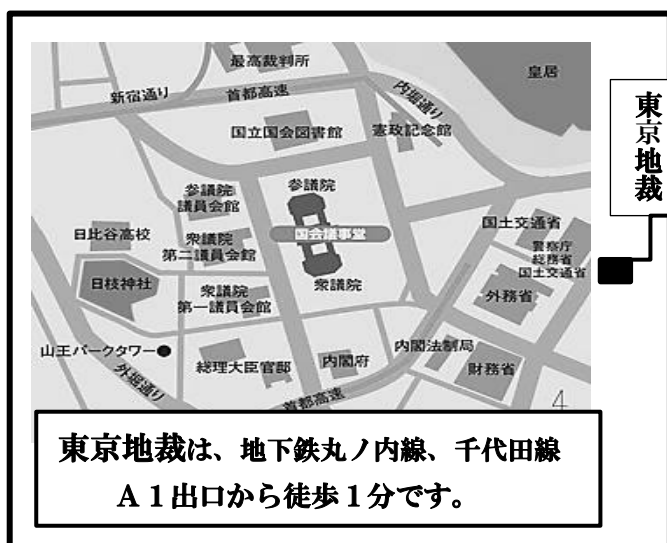 最高裁判所
皇居
新宿通り
首都高速
内堀通り
国立国会図書館
憲政記念館
東京地裁
参議院
議員会館
参議院
国土交通省
日比谷高校
衆議院
第二議員会館
国会議事堂
警察庁
総務省
国土交通省
日枝神社
衆議院
第一議員会館
衆議院
外務省
山王パークタワー
外堀通り
総理大臣官邸
内閣府
内閣法制局
財務省
首都高速
4
東京地裁は、地下鉄丸ノ内線、千代田線
A1出口から徒歩1分です。